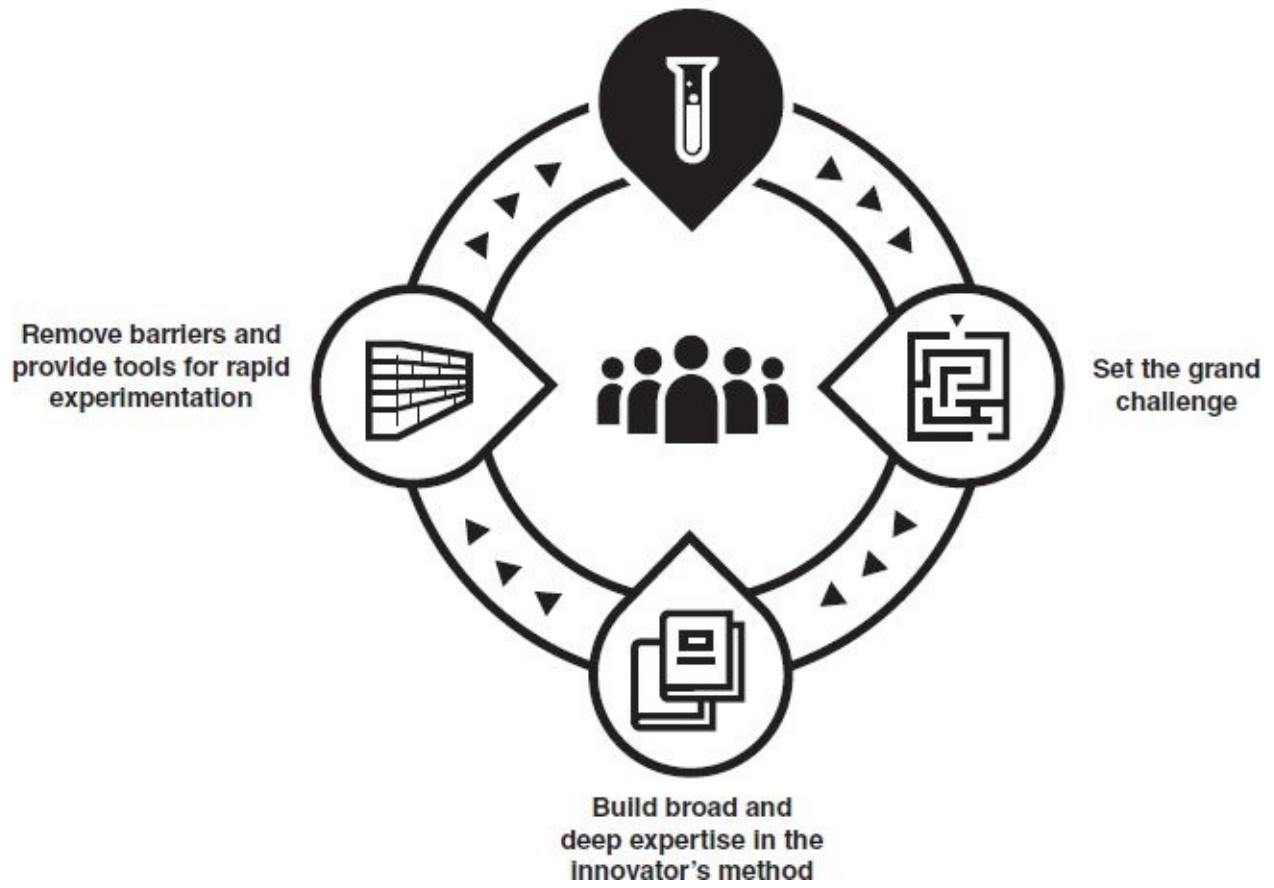 Remove barriers and
provide tools for rapid
experimentation
Set the grand
challenge
Build broad and
deep expertise in the
innovator's method